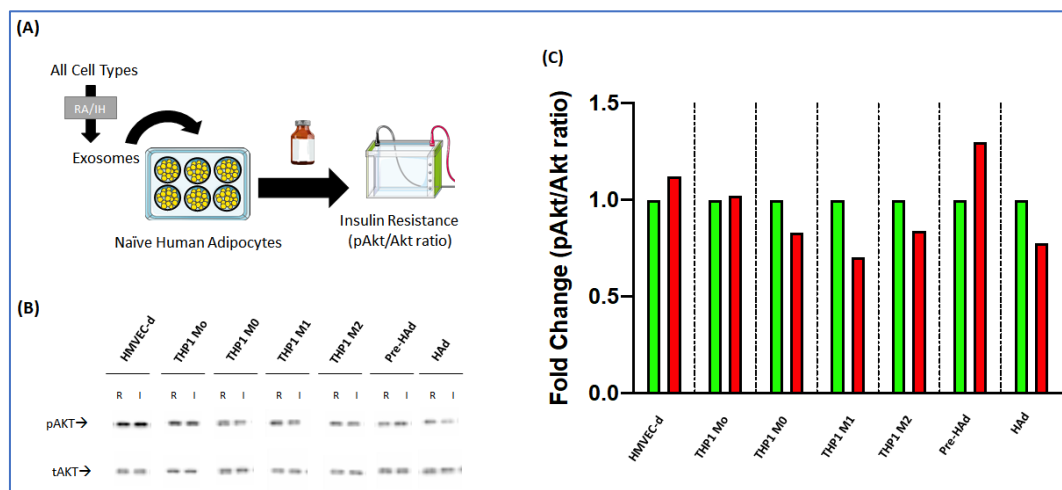 (A)
All Cell Types
RA/IH
Exosomes
Naïve Human Adipocytes
Insulin Resistance
(pAkt/Akt ratio)
(B)
HMVEC-d
THP1 Mo
THP1 M0
THP1 M1
THP1 M2
Pre-HAd
HAd
R I R I R I R I R I R I R I
pAKT→
tAKT→
(C)
Fold Change (pAkt/Akt ratio)
1.5
1.0
0.5
0.0
HMVEC-d
THP1 Mo
THP1 M0
THP1 M1
THP1 M2
Pre-HAd
HAd